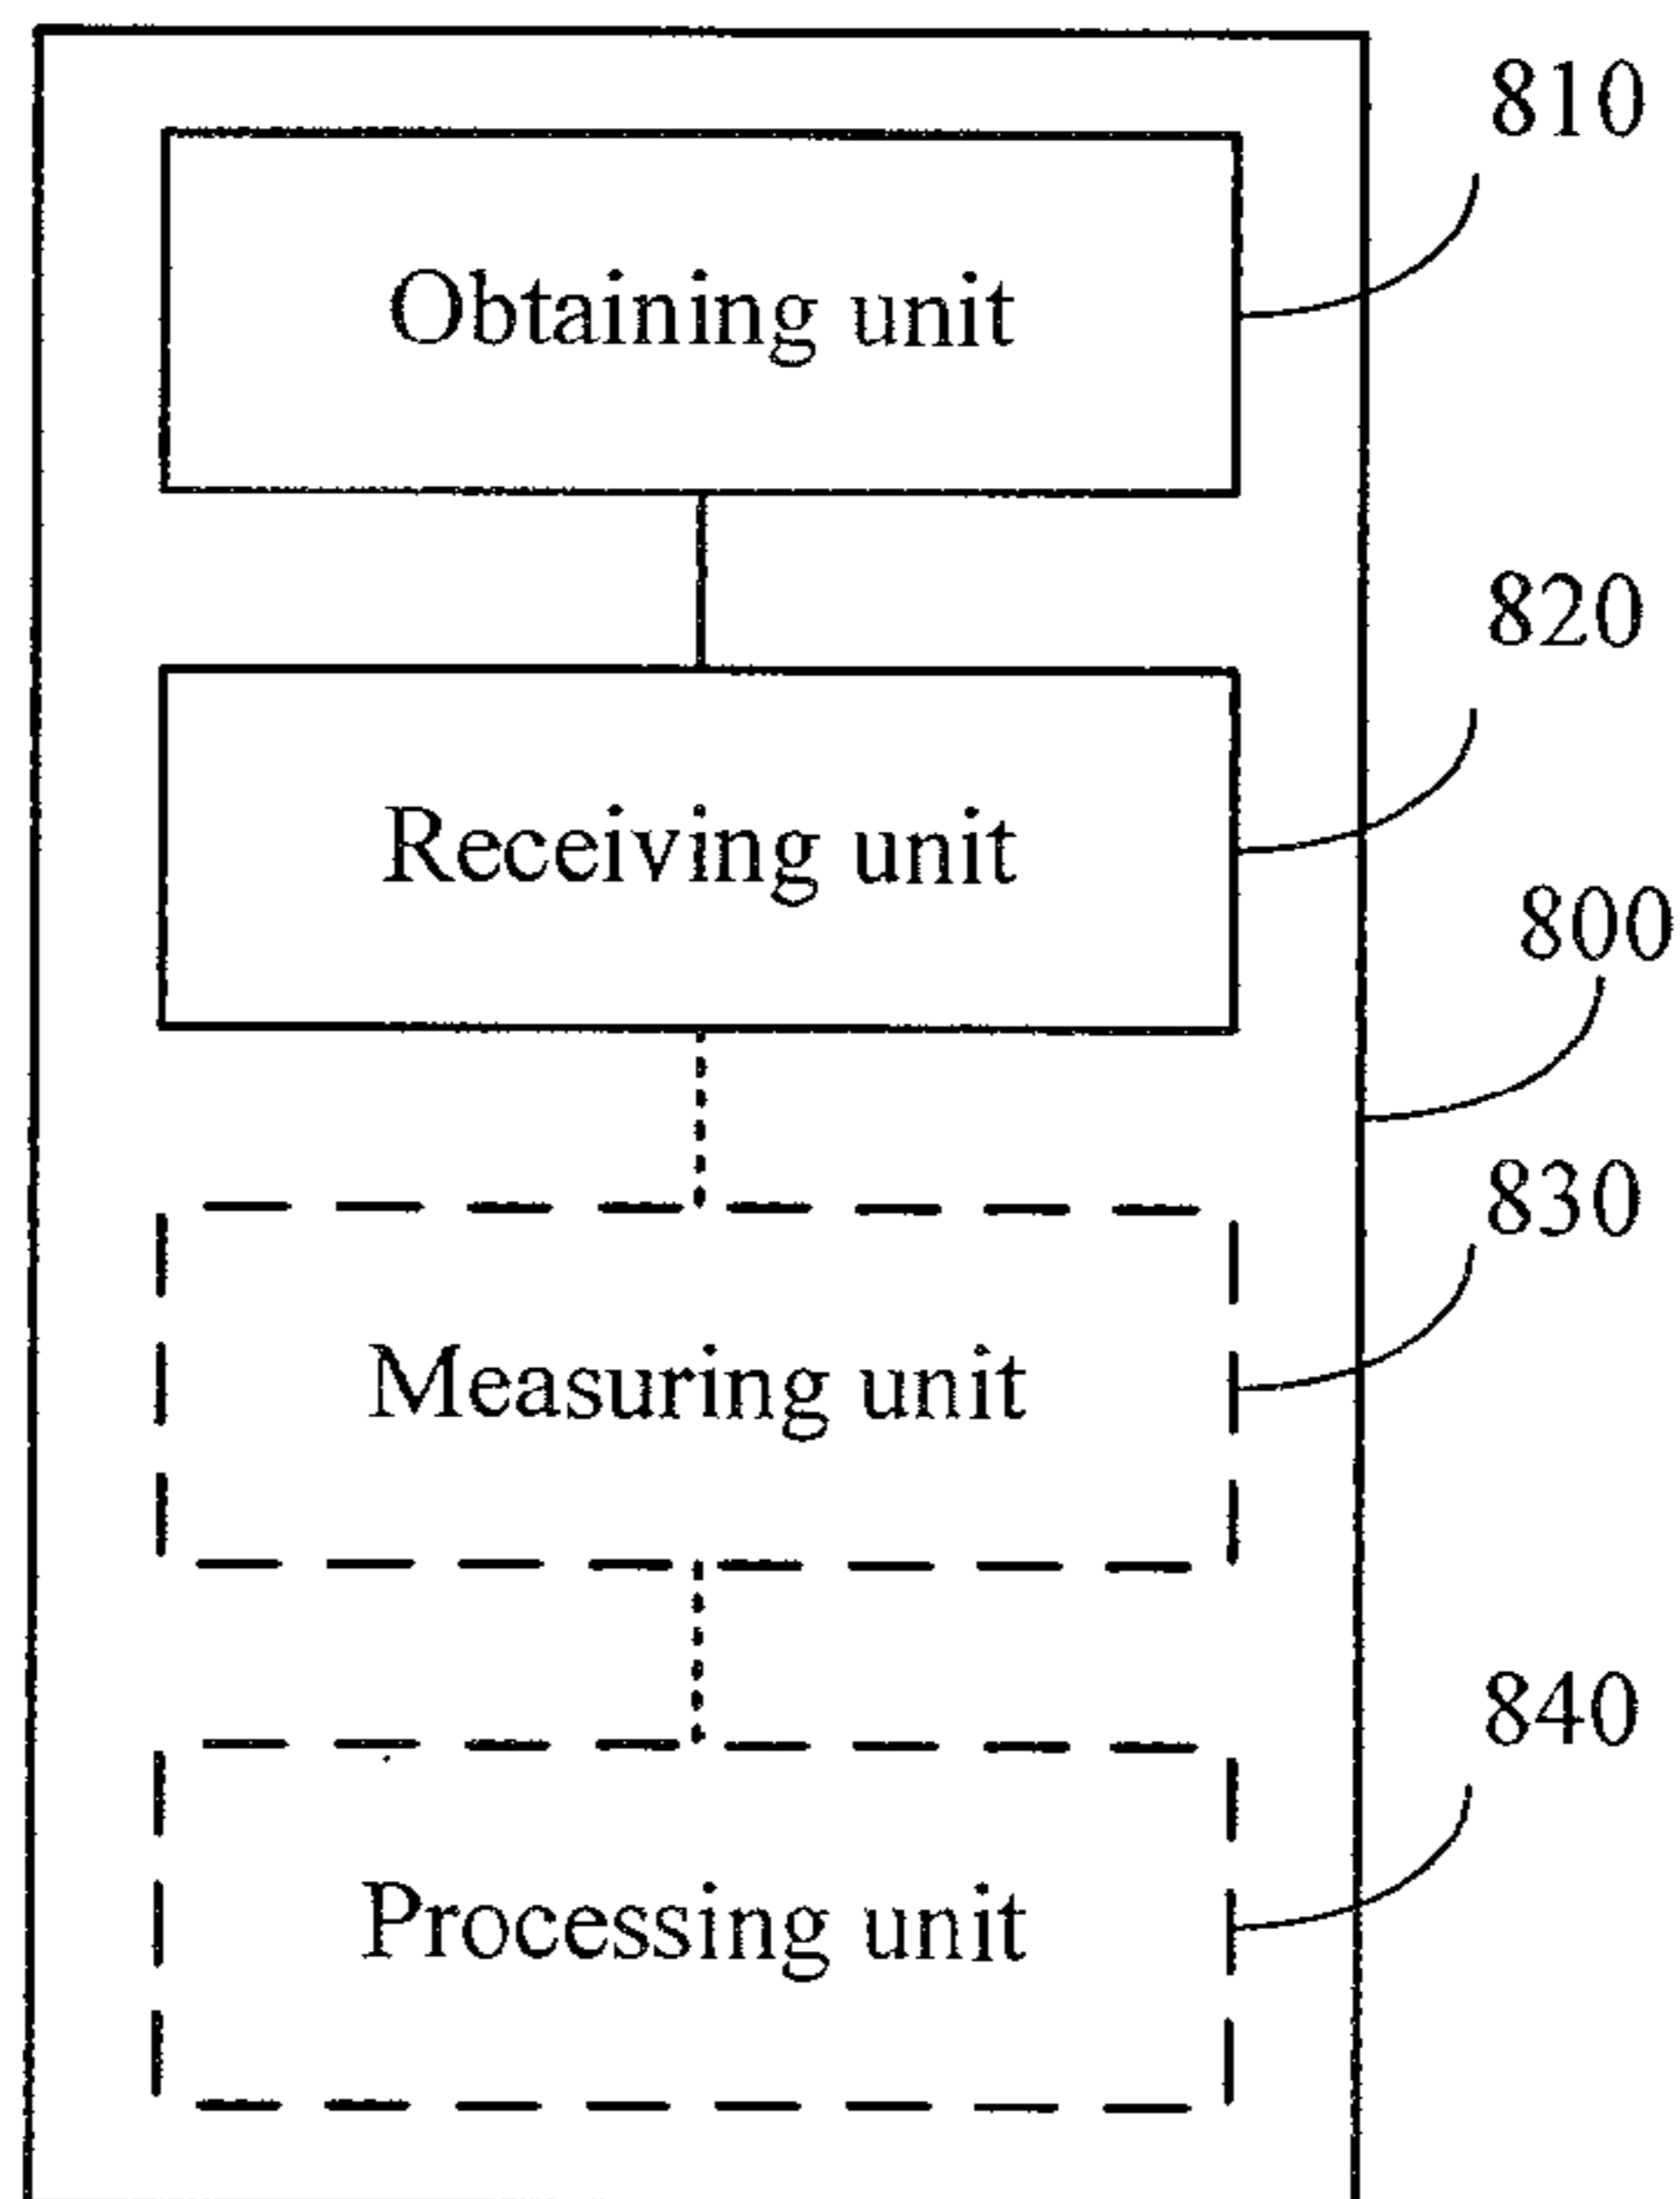 810
Obtaining unit
820
Receiving unit
800
830
Measuring unit
840
Processing unit